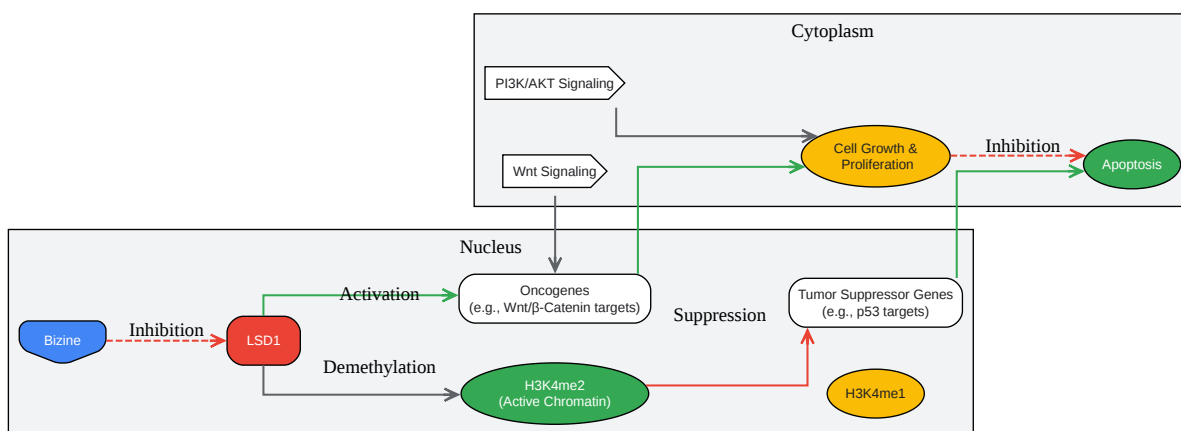 Cytoplasm
PI3K/AKT Signaling
Cell Growth &
Proliferation
Inhibition
Apoptosis
Wnt Signaling
Nucleus
Oncogenes
(e.g., Wnt/β-Catenin targets)
Activation
Tumor Suppressor Genes
(e.g., p53 targets)
Suppression
Bizine
Inhibition
LSD1
Demethylation
H3K4me2
(Active Chromatin)
H3K4me1